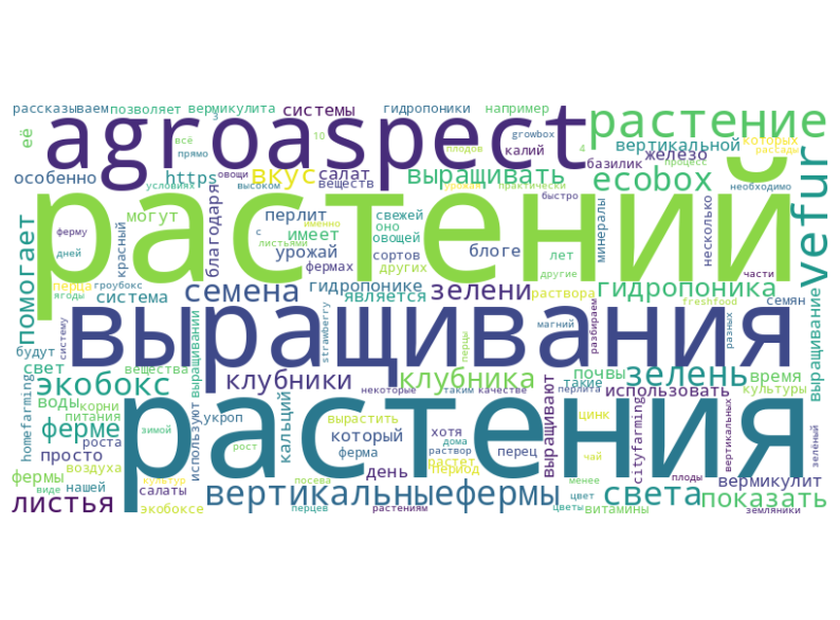 рассказываем позволяет вермикулита системы гидропоники например
её agroaspect растение
3 всё 10 growbox 4 которых
прямо плодов калий вертикальной рассады
железо
особенно https вкус салат выращивать базилик процесс
овощи веществ ecobox
условиях высоком урожая практически необходимо
растений
могут благодаря перлит свежей быстро минералы несколько vefur
оно
ферму с именно имеет овощей
листьями
дней красный урожай сортов блоге лет
фермах других другие части
помогает
перца гроубокс семена гидропонике зелени раствора гидропоника
ягоды система является freshfood семян
выращивания
систему strawberry магний разбираем разных
перцы
будут выращивание
свет вещества выращивании клубники клубника почвы зелень время
экобокс некоторые таким качестве такие перлита использовать культуры
homefarming воды корни
растения
питания используют укроп кальций вырастить цинк
ферме зимой который хотя выращивают cityfarming вертикальных зелёный
роста рост дома
просто ферма раствор перец чай
воздуха день растет период
фермы культур посева менее плоды вермикулит
виде нашей салаты вертикальныефермы цвет света показать
листья экобоксе перцев растениям цветы витамины земляники